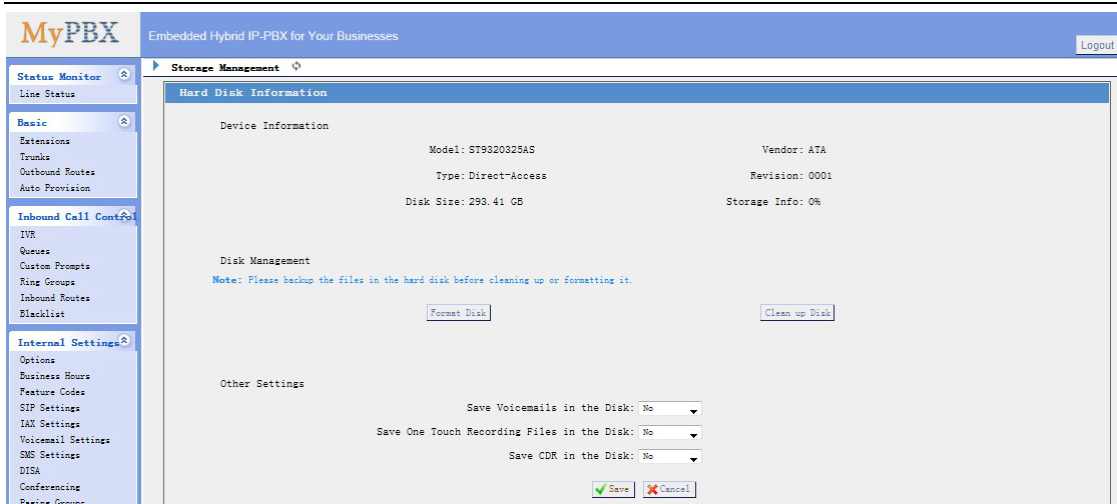 MyPBX
Embedded Hybrid IP-PBX for Your Businesses
Logout
Status Monitor
Line Status
Basic
Extensions
Trunks
Outbound Routes
Auto Provision
Inbound Call Control
IVR
Queues
Custom Prompts
Ring Groups
Inbound Routes
Blacklist
Internal Settings
Options
Business Hours
Feature Codes
SIP Settings
IAX Settings
Voicemail Settings
SMS Settings
DISA
Conferencing
Paging Groups
Storage Management
Hard Disk Information
Device Information
Model: ST9320325AS Vendor: ATA
Type: Direct-Access Revision: 0001
Disk Size: 293.41 GB Storage Info: 0%
Disk Management
Note: Please backup the files in the hard disk before cleaning up or formatting it.
Format Disk Clean up Disk
Other Settings
Save Voicemails in the Disk: No
Save One Touch Recording Files in the Disk: No
Save CDR in the Disk: No
Save Cancel